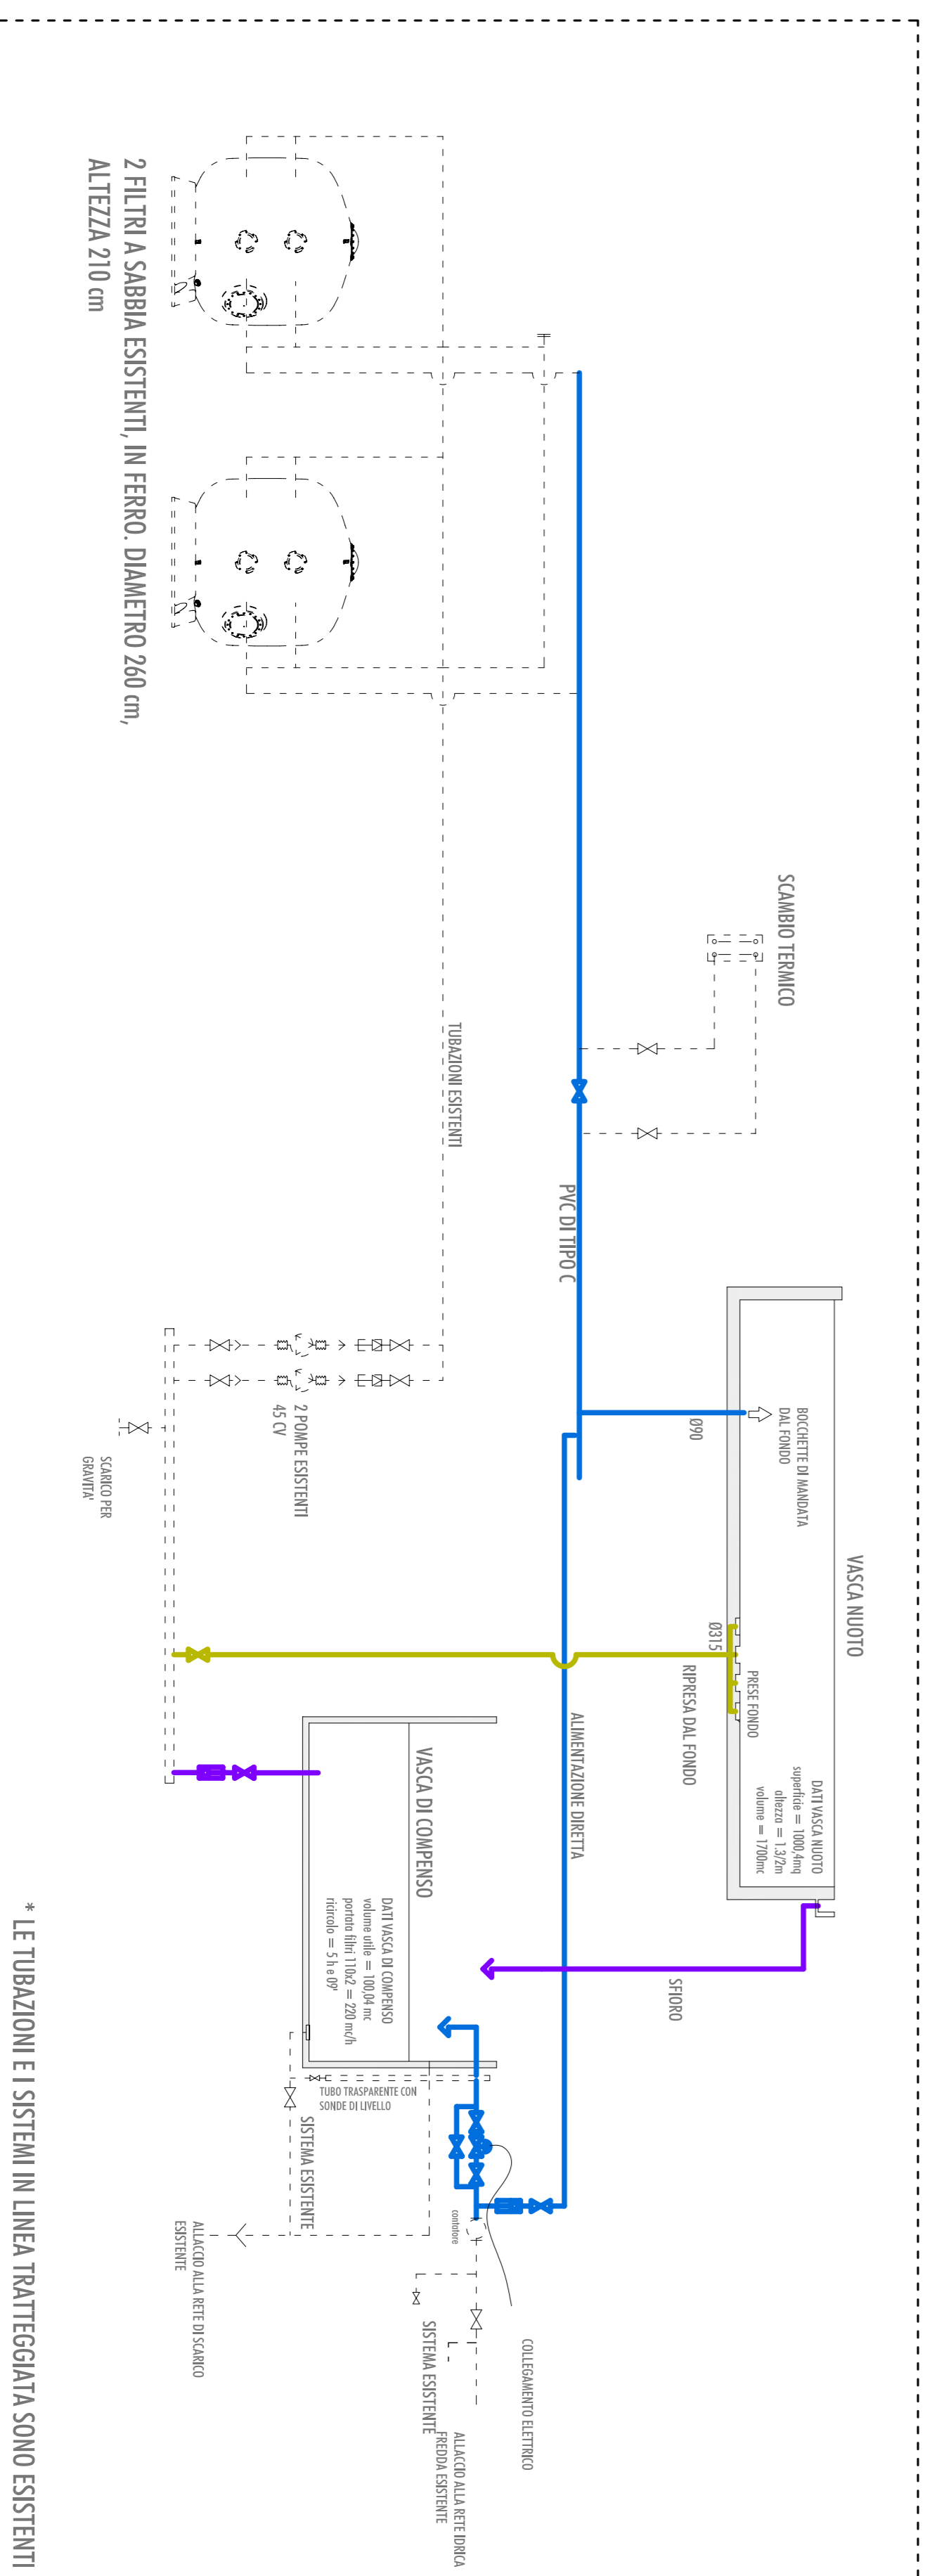 VASCA NUOTO
SCAMBIO TERMICO
BOCCHETTE DI MANDATA
DAL FONDO
PRESE FONDO
DATI VASCA NUOTO
superficie = 1000,4mq
altezza = 1.3/2m
volume = 1700mc
Ø90
Ø315
RIPRESA DAL FONDO
SFIORO
PVC DI TIPO C
ALIMENTAZIONE DIRETTA
TUBAZIONI ESISTENTI
COLLEGAMENTO ELETTRICO
contatore
VASCA DI COMPENSO
DATI VASCA DI COMPENSO
volume utile = 100,04 mc
portata filtri 110x2 = 220 mc/h
ricircolo = 5 h e 09'
TUBO TRASPARENTE CON
SONDE DI LIVELLO
SISTEMA ESISTENTE
ALLACCIO ALLA RETE IDRICA
FREDDA ESISTENTE
SISTEMA ESISTENTE
2 POMPE ESISTENTI
45 CV
SCARICO PER
GRAVITA'
ALLACCIO ALLA RETE DI SCARICO
ESISTENTE
2 FILTRI A SABBIA ESISTENTI, IN FERRO. DIAMETRO 260 cm,
ALTEZZA 210 cm
* LE TUBAZIONI E I SISTEMI IN LINEA TRATTEGGIATA SONO ESISTENTI